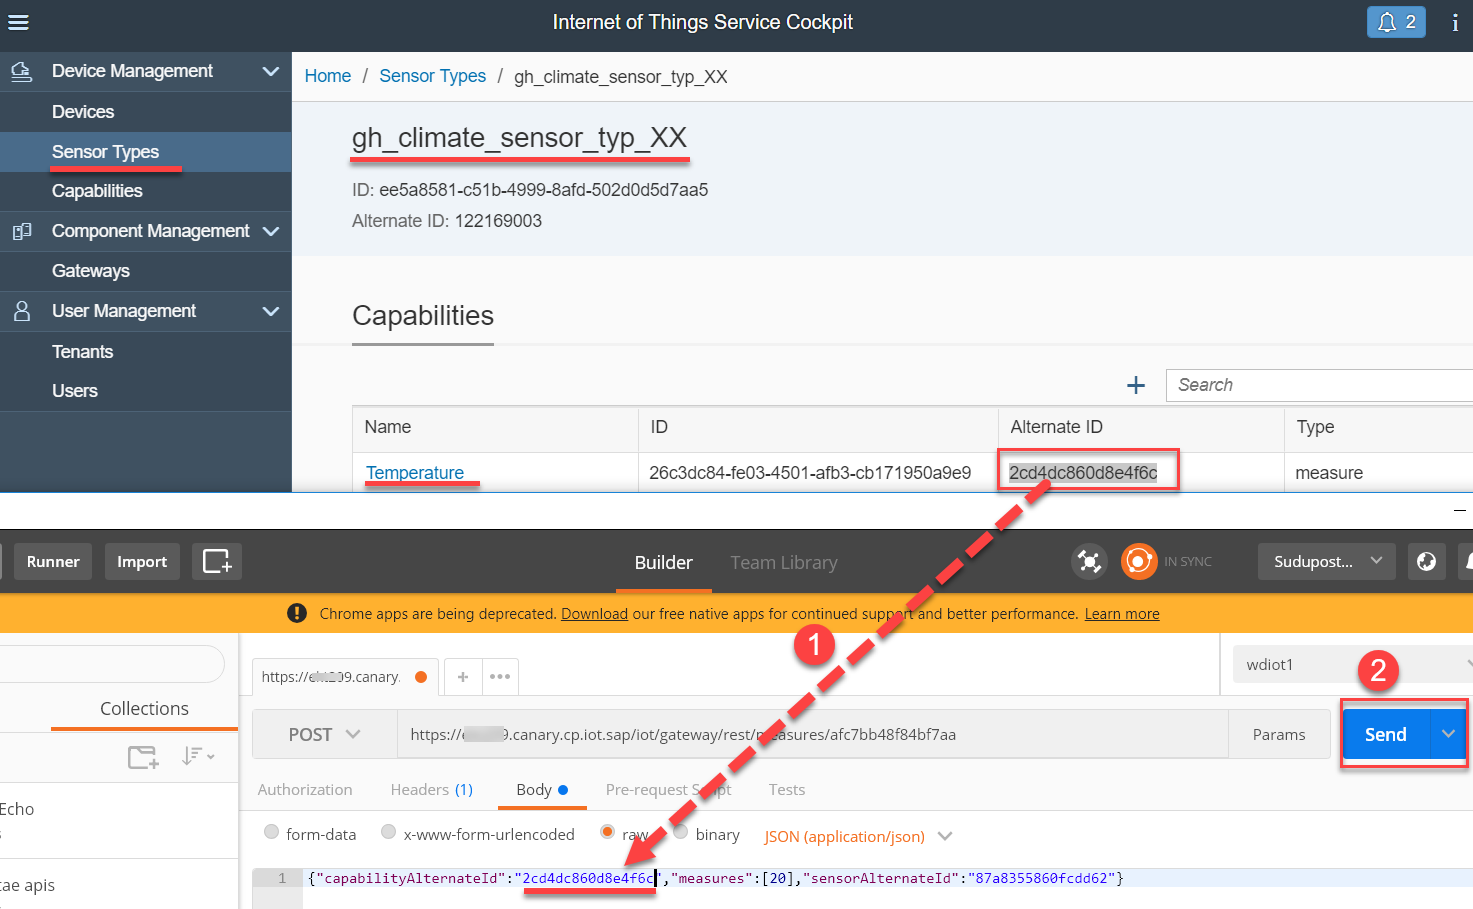 Internet of Things Service Cockpit
2
i
Device Management
Devices
Sensor Types
Capabilities
Component Management
Gateways
User Management
Tenants
Users
Home / Sensor Types / gh_climate_sensor_typ_XX
gh_climate_sensor_typ_XX
ID: ee5a8581-c51b-4999-8afd-502d0d5d7aa5
Alternate ID: 122169003
Capabilities
+ Search
Name ID Alternate ID Type
Temperature 26c3dc84-fe03-4501-afb3-cb171950a9e9 2cd4dc860d8e4f6c measure
Runner Import Builder Team Library IN SYNC Sudupost...
Chrome apps are being deprecated. Download our free native apps for continued support and better performance. Learn more
1
https://      09.canary. + ••• wdiot1
2
Collections
POST https://      9.canary.cp.iot.sap/iot/gateway/rest/measures/afc7bb48f84bf7aa Params Send
Authorization Headers (1) Body Pre-request Script Tests
Echo
form-data x-www-form-urlencoded raw binary JSON (application/json)
tae apis
1 {"capabilityAlternateId":"2cd4dc860d8e4f6c","measures":[20],"sensorAlternateId":"87a8355860fcdd62"}